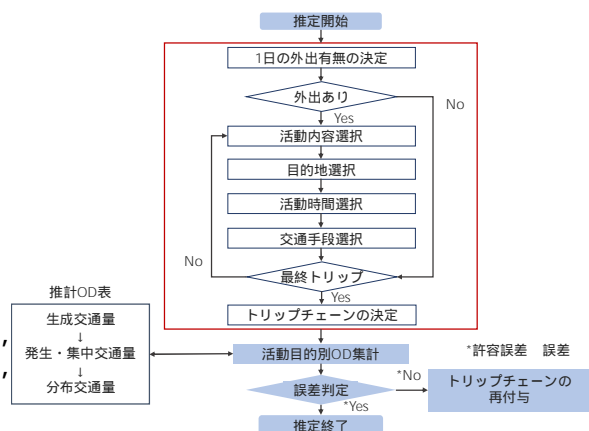 推定開始
1日の外出有無の決定
外出あり
No
Yes
活動内容選択
目的地選択
活動時間選択
交通手段選択
No
最終トリップ
Yes
トリップチェーンの決定
推計OD表
生成交通量
↓
発生・集中交通量
↓
分布交通量
,
,
活動目的別OD集計
*許容誤差 誤差
誤差判定
*No
トリップチェーンの
再付与
*Yes
推定終了